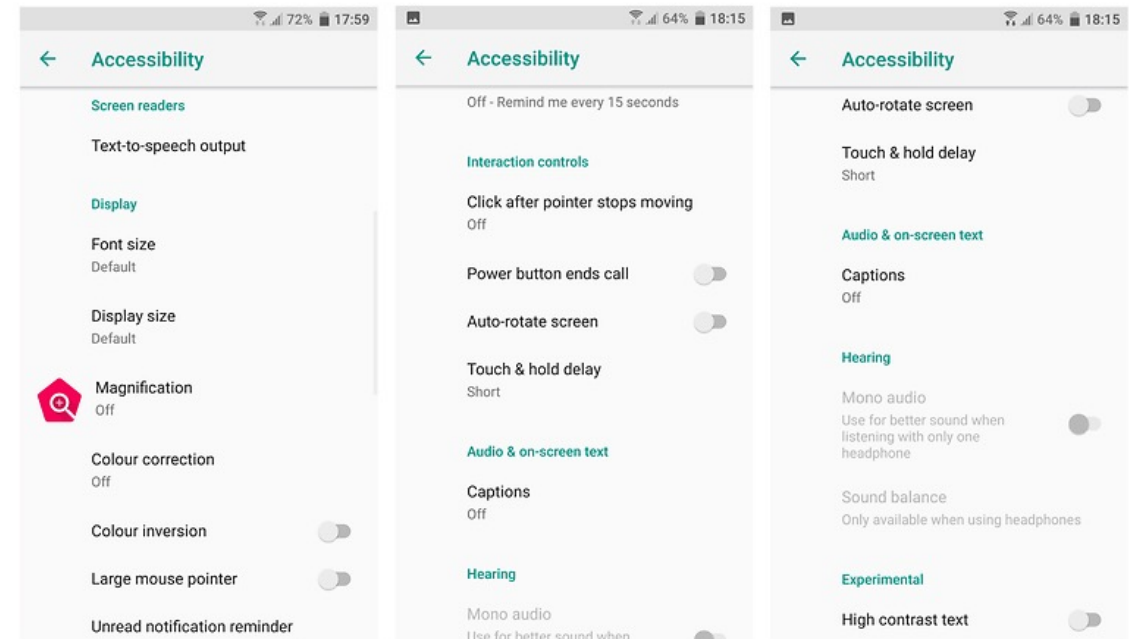 72% 17:59
Accessibility
Screen readers
Text-to-speech output
Display
Font size
Default
Display size
Default
Magnification
Off
Colour correction
Off
Colour inversion
Large mouse pointer
Unread notification reminder
64% 18:15
Accessibility
Off - Remind me every 15 seconds
Interaction controls
Click after pointer stops moving
Off
Power button ends call
Auto-rotate screen
Touch & hold delay
Short
Audio & on-screen text
Captions
Off
Hearing
Mono audio
Use for better sound when
64% 18:15
Accessibility
Auto-rotate screen
Touch & hold delay
Short
Audio & on-screen text
Captions
Off
Hearing
Mono audio
Use for better sound when
listening with only one
headphone
Sound balance
Only available when using headphones
Experimental
High contrast text